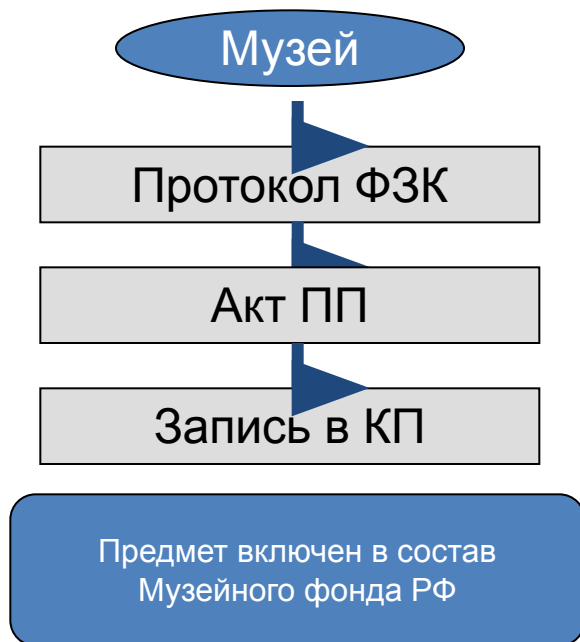 Музей
Протокол ФЗК
Акт ПП
Запись в КП
Предмет включен в состав
Музейного фонда РФ